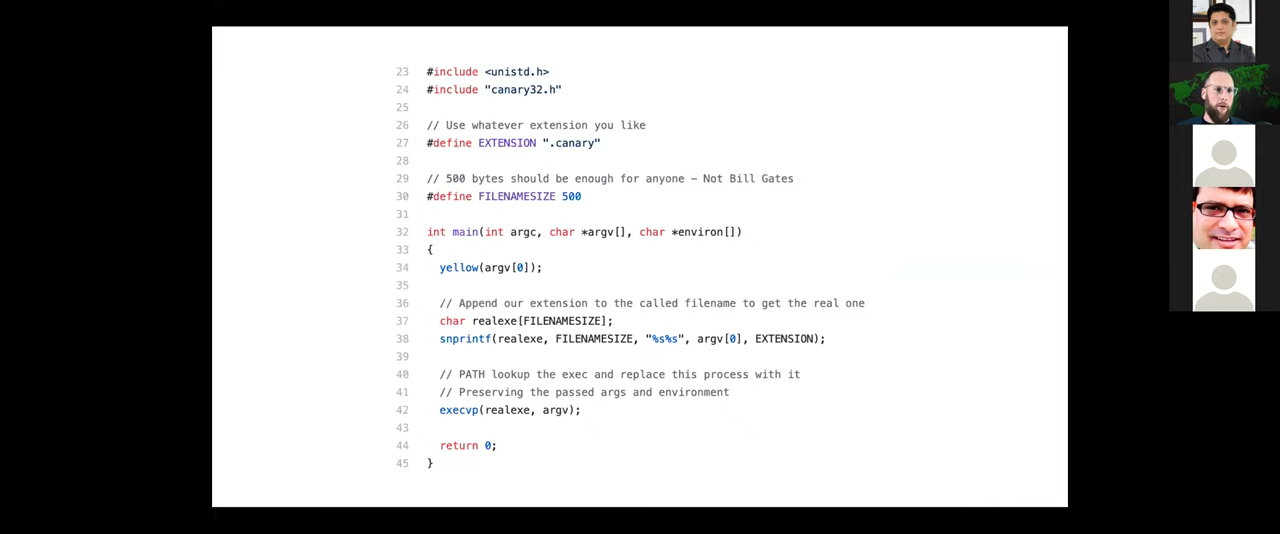 23 #include <unistd.h>
24 #include "canary32.h"
25
26 // Use whatever extension you like
27 #define EXTENSION ".canary"
28
29 // 500 bytes should be enough for anyone – Not Bill Gates
30 #define FILENAMESIZE 500
31
32 int main(int argc, char *argv[], char *environ[])
33 {
34 yellow(argv[0]);
35
36 // Append our extension to the called filename to get the real one
37 char realexe[FILENAMESIZE];
38 snprintf(realexe, FILENAMESIZE, "%s%s", argv[0], EXTENSION);
39
40 // PATH lookup the exec and replace this process with it
41 // Preserving the passed args and environment
42 execvp(realexe, argv);
43
44 return 0;
45 }